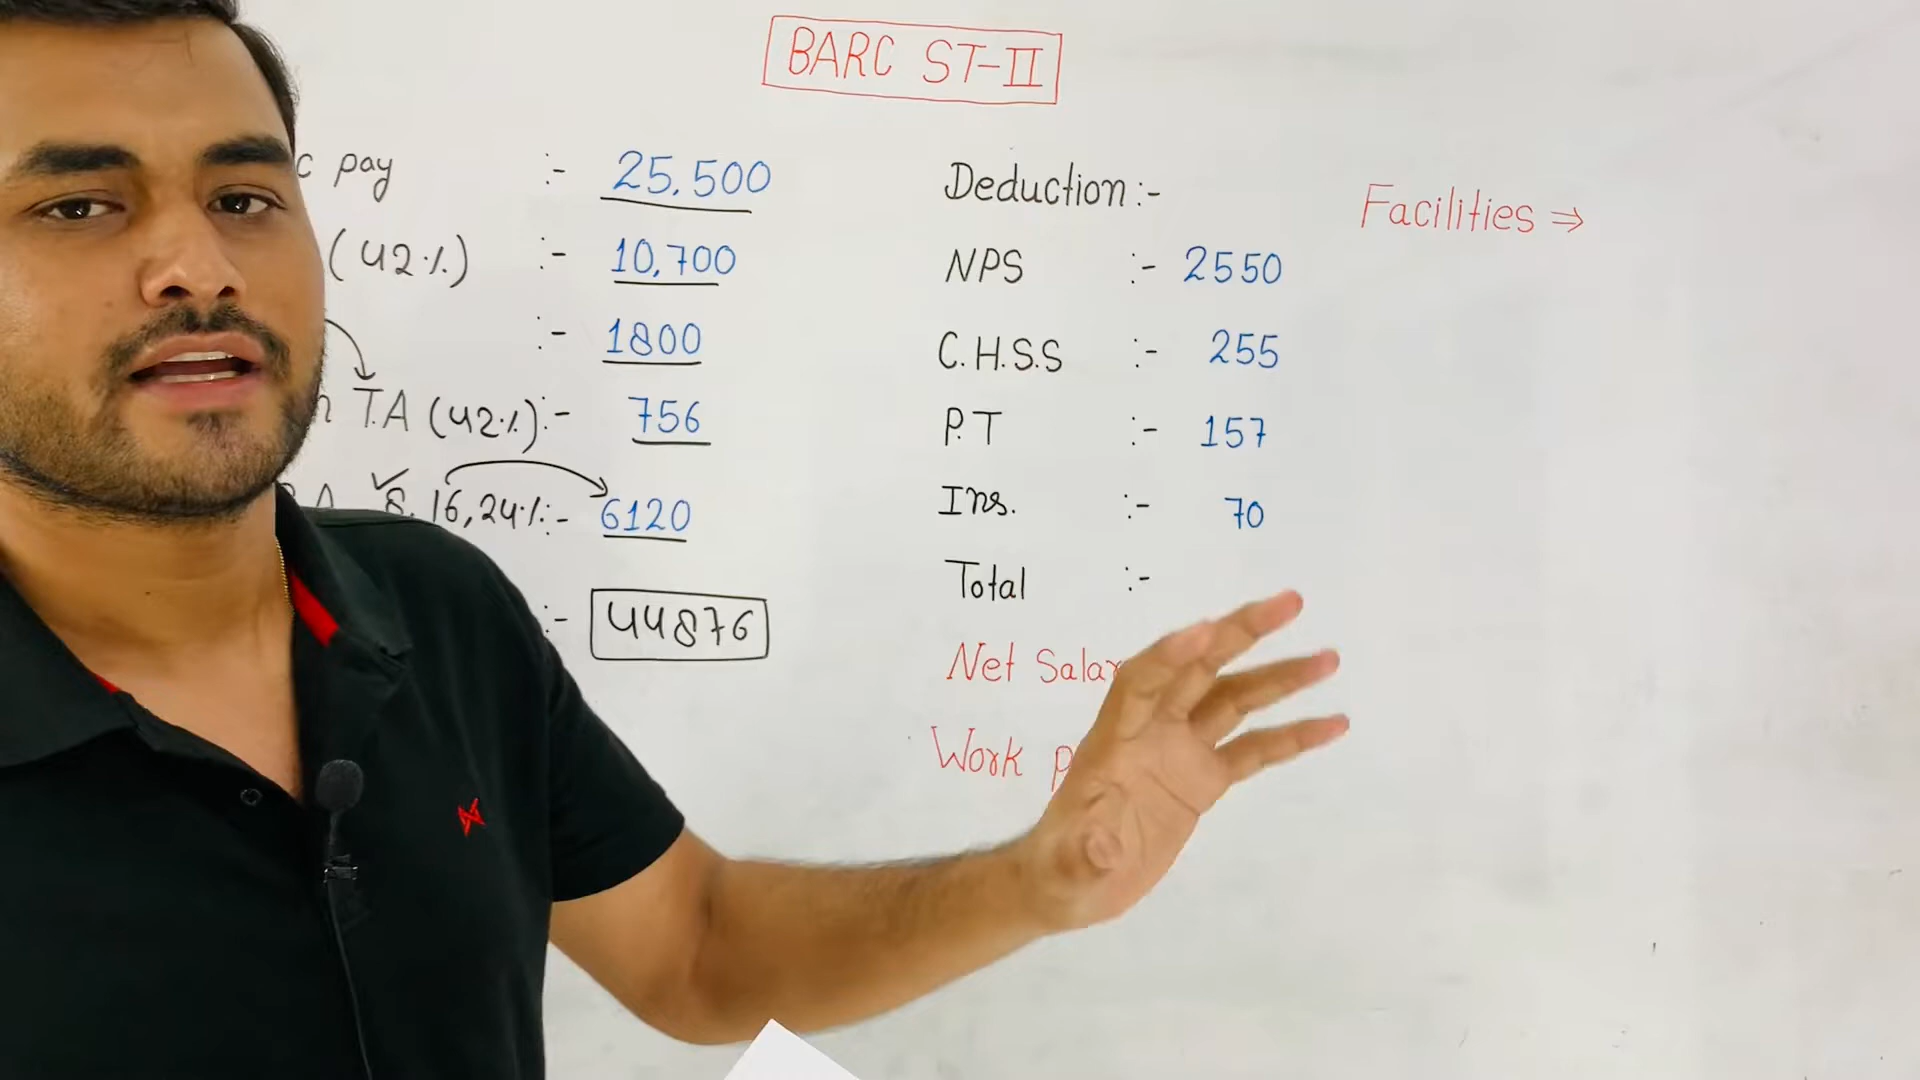 BARC ST-II
c pay :- 25,500
(42%) :- 10,700
:- 1800
n T.A (42%) :- 756
A 8, 16, 24% :- 6120
:- 44876
Deduction :-
NPS :- 2550
C.H.S.S :- 255
P.T :- 157
Ins. :- 70
Total :-
Net Salar
Work p
Facilities ⇒